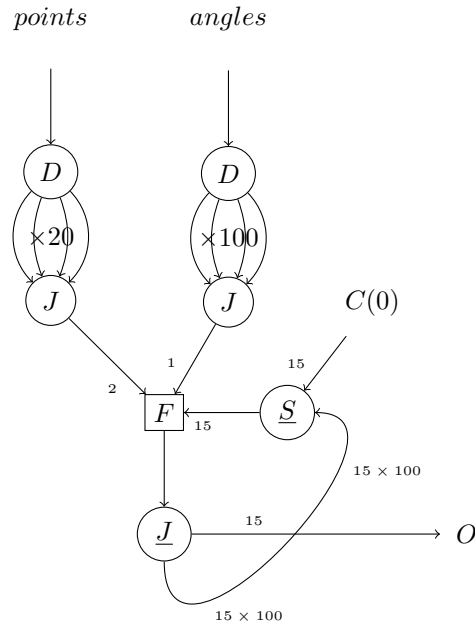 points angles
D D
×20 ×100
J J
C(0)
15
1
2
F S
15
15 × 100
J 15 O
15 × 100